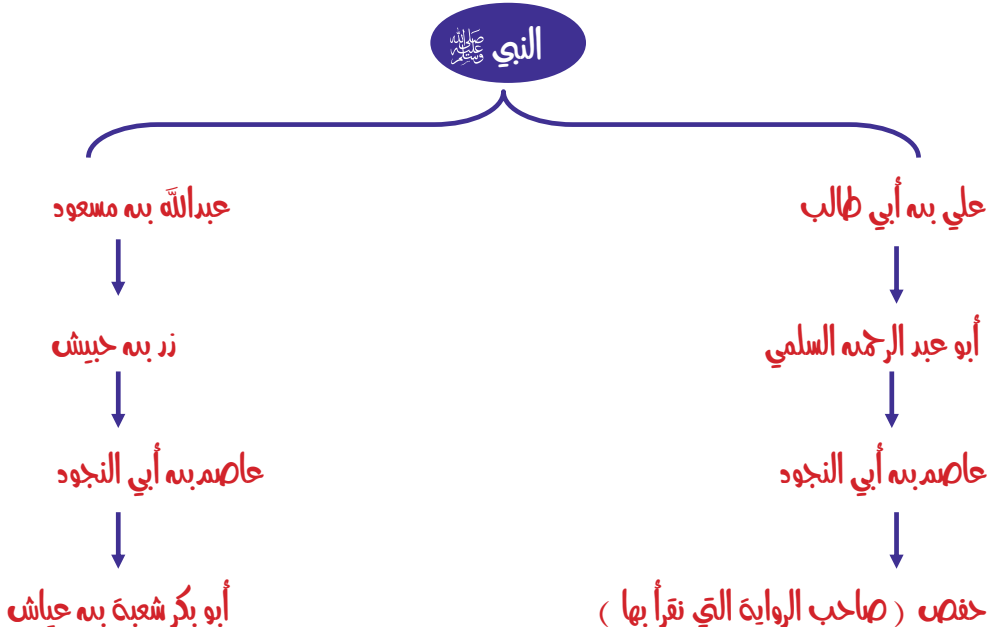 النبي ﷺ
علي بن أبي طالب
عبداللَّه بن مسعود
أبو عبد الرحمن السلمي
زر بن حبيش
عاصم بن أبي النجود
عاصم بن أبي النجود
حفص ( صاحب الرواية التي نقرأ بها )
أبو بكر شعبة بن عياش